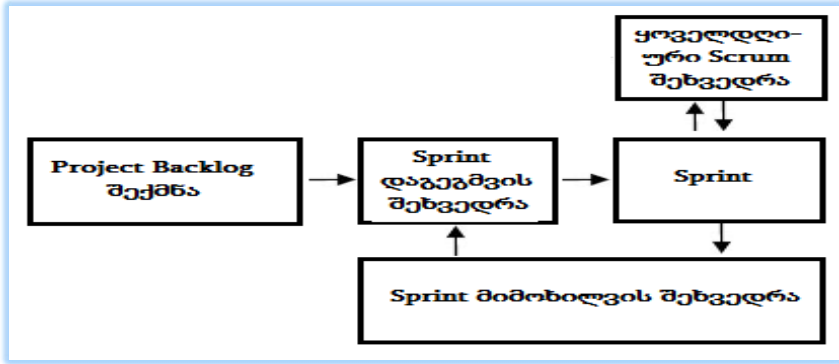 ყოველდღი-
ური Scrum
შეხვედრა
Project Backlog
შექმნა
Sprint
დაგეგმვის
შეხვედრა
Sprint
Sprint მიმოხილვის შეხვედრა